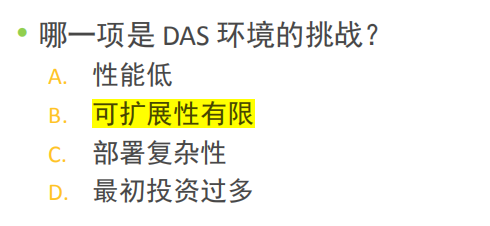 • 哪一项是 DAS 环境的挑战？
A. 性能低
B. 可扩展性有限
C. 部署复杂性
D. 最初投资过多